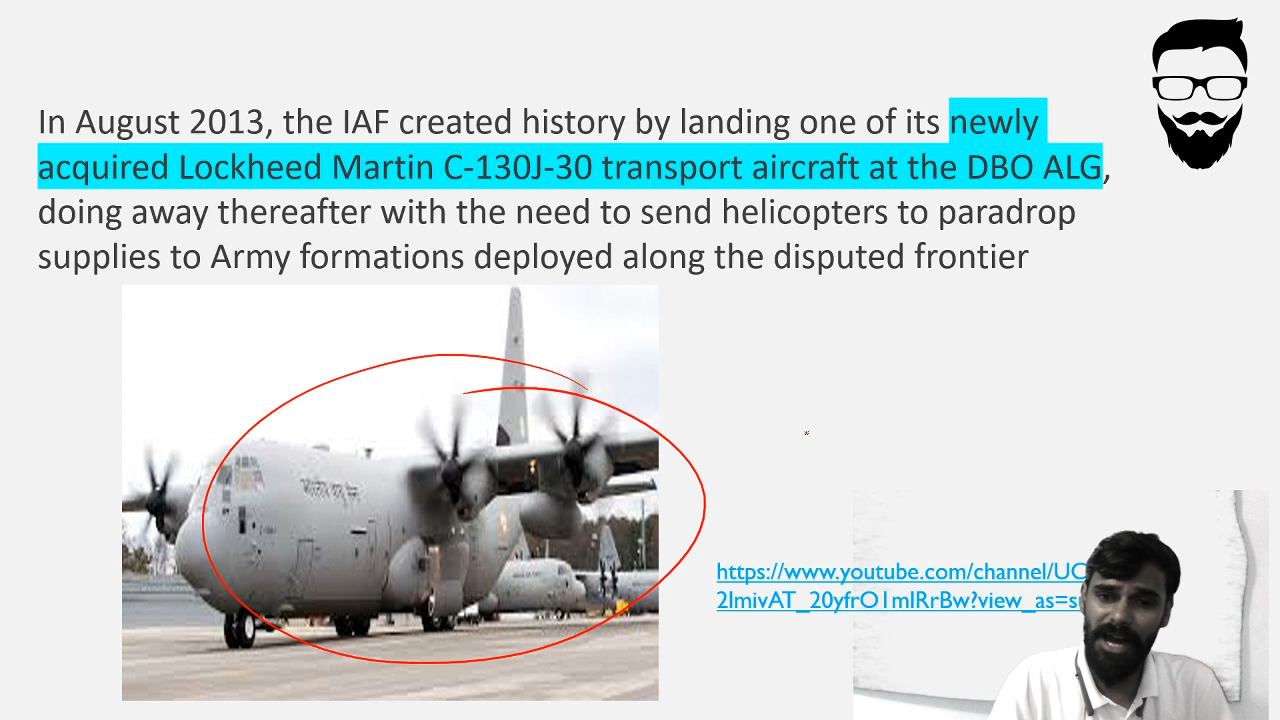 In August 2013, the IAF created history by landing one of its newly
acquired Lockheed Martin C-130J-30 transport aircraft at the DBO ALG,
doing away thereafter with the need to send helicopters to paradrop
supplies to Army formations deployed along the disputed frontier
भारतीय वायु सेना
https://www.youtube.com/channel/UC
2ImivAT_20yfrO1mlRrBw?view_as=s